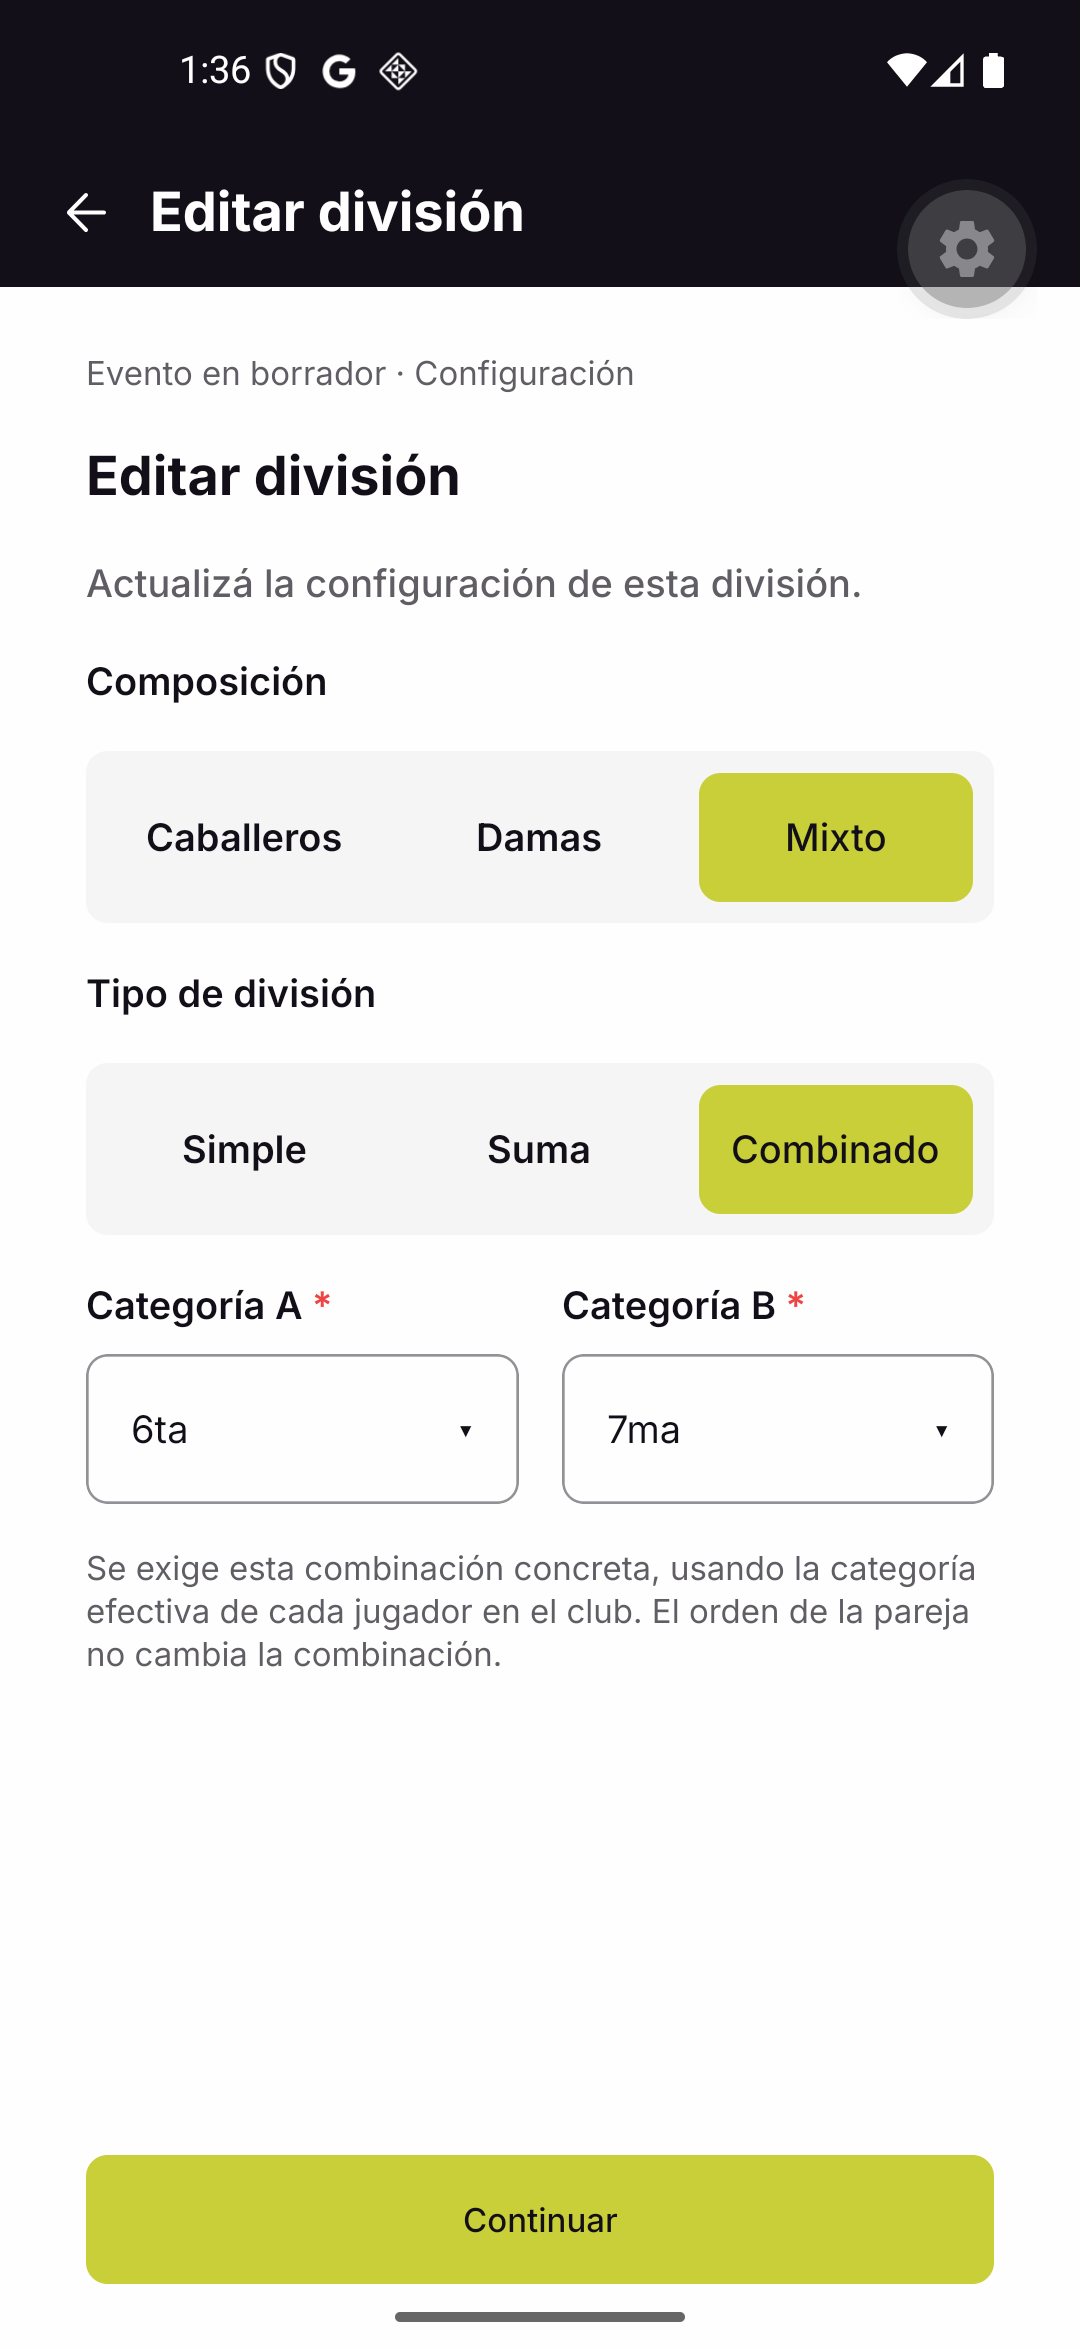 1:36
Editar división
Evento en borrador · Configuración
Editar división
Actualizá la configuración de esta división.
Composición
Caballeros Damas Mixto
Tipo de división
Simple Suma Combinado
Categoría A * Categoría B *
6ta 7ma
Se exige esta combinación concreta, usando la categoría
efectiva de cada jugador en el club. El orden de la pareja
no cambia la combinación.
Continuar